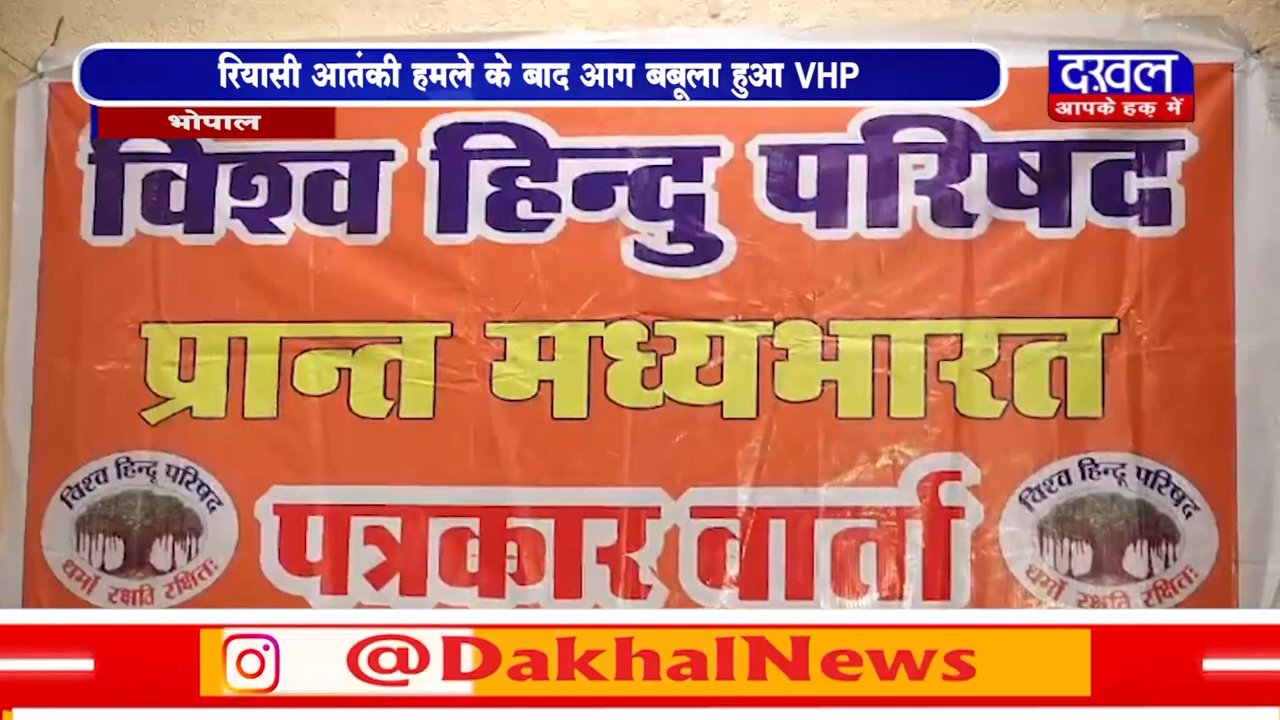 रियासी आतंकी हमले के बाद आग बबूला हुआ VHP
दख़ल
आपके हक़ में
भोपाल
विश्व हिन्दु परिषद
प्रान्त मध्यभारत
विश्व हिन्दू परिषद
धर्मो रक्षति रक्षितः
पत्रकार वार्ता
विश्व हिन्दू परिषद
धर्मो रक्षति रक्षितः
@DakhalNews